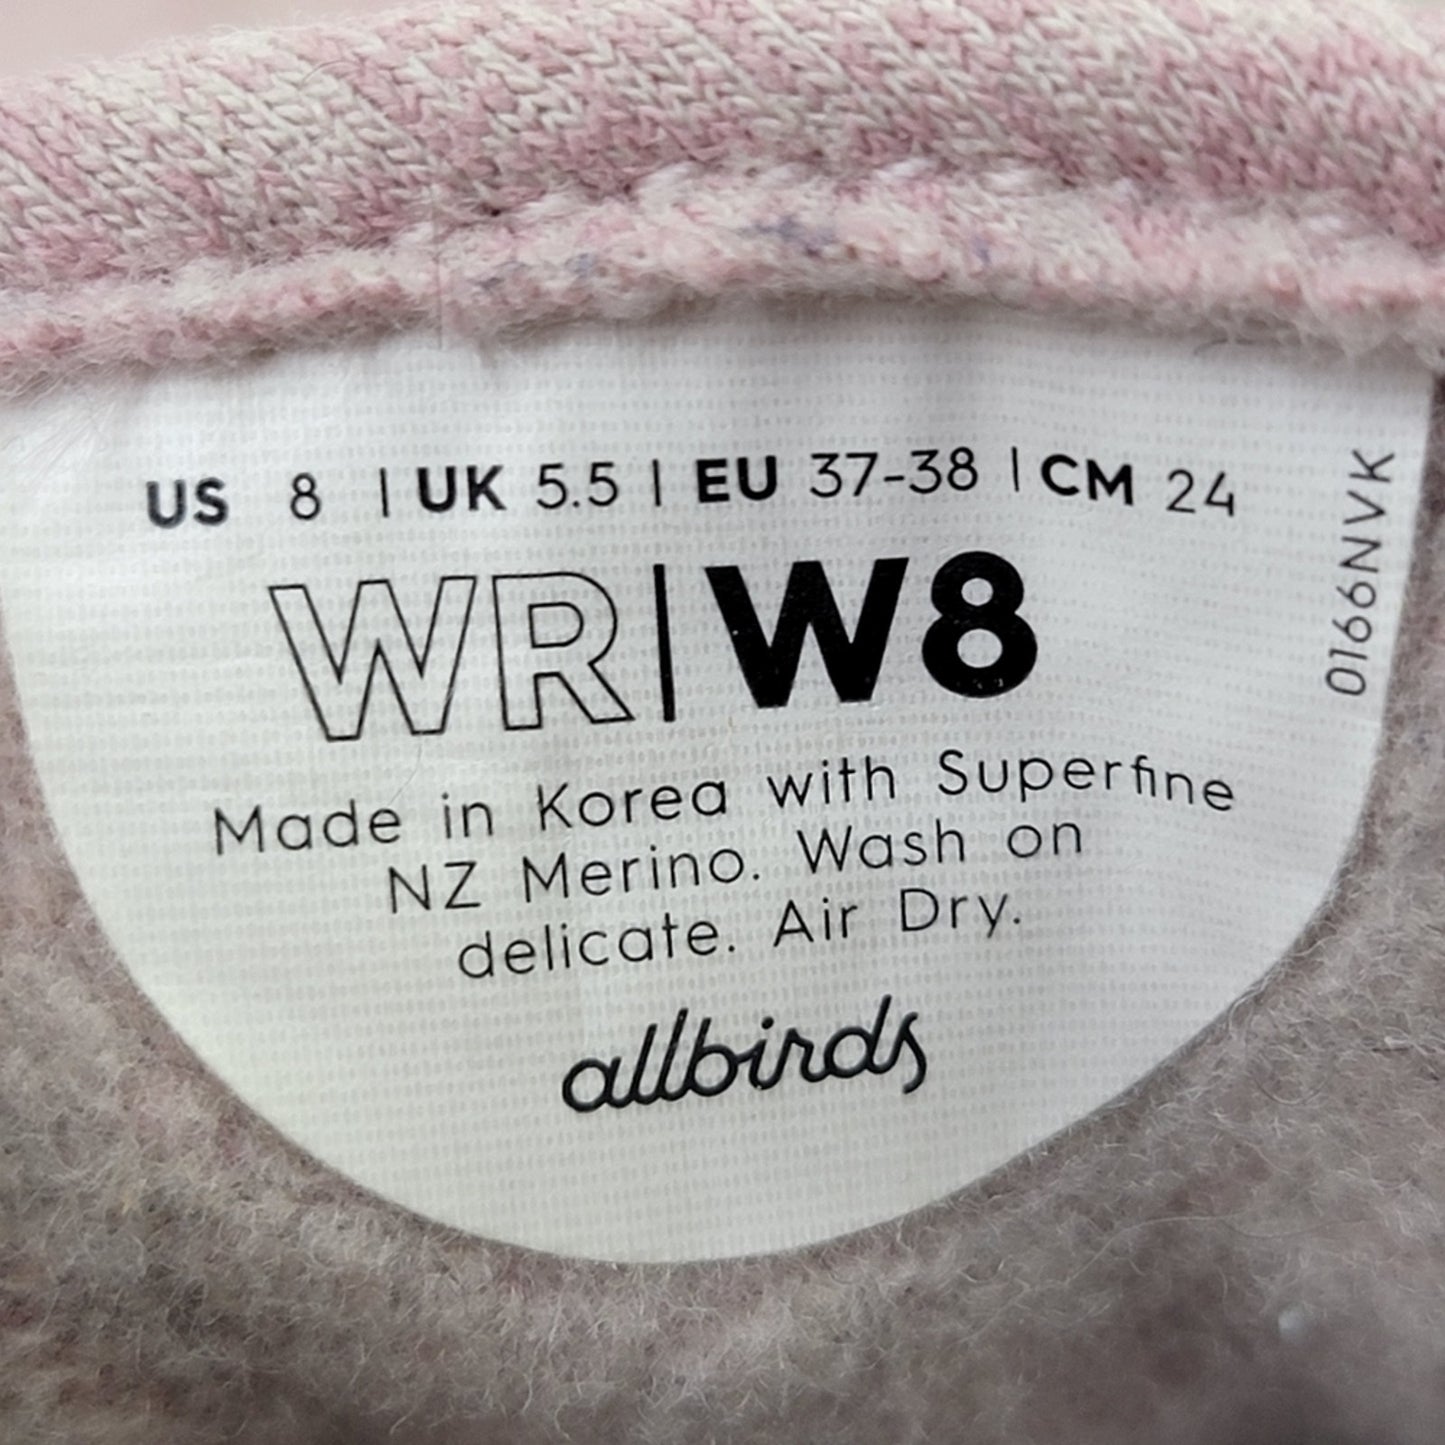 US 8 | UK 5.5 | EU 37-38 | CM 24
WR|W8
Made in Korea with Superfine
NZ Merino. Wash on
delicate. Air Dry.
allbirds
0166NVK